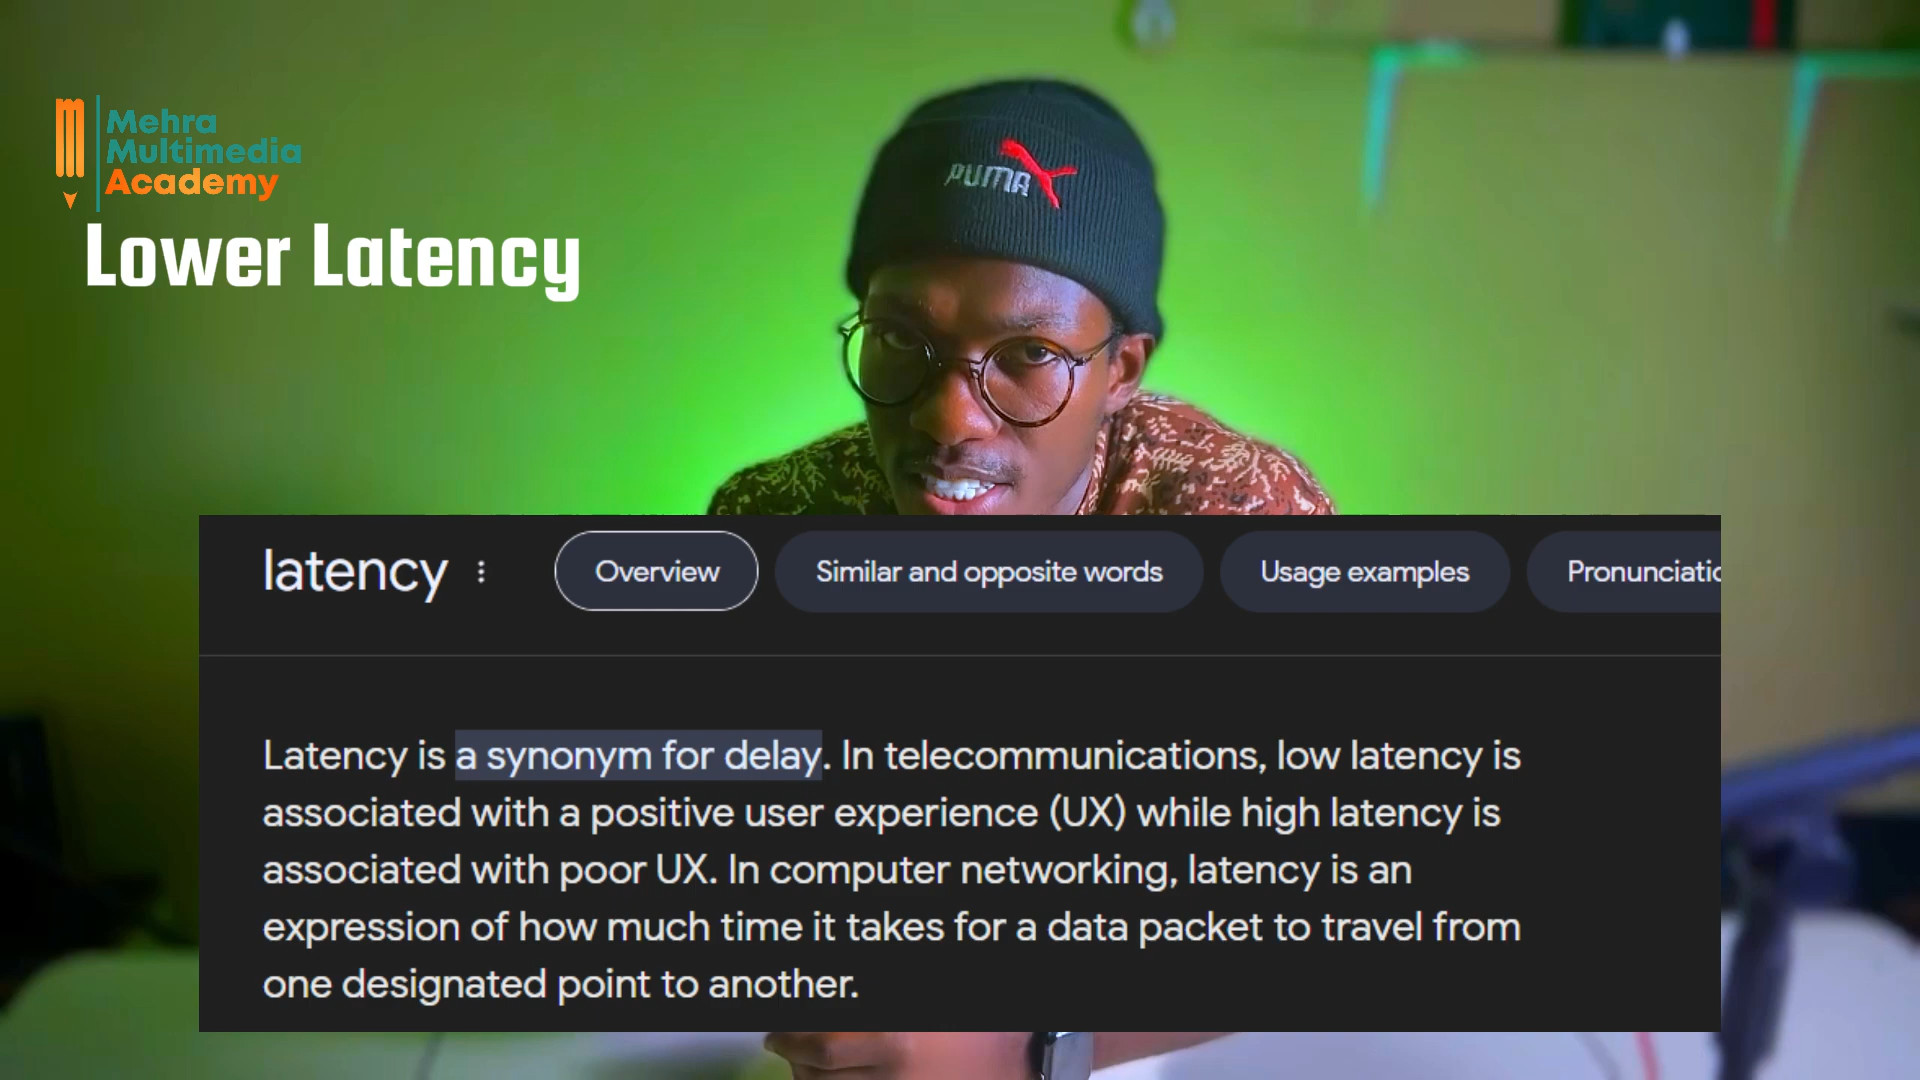 Mehra
Multimedia
Academy
Lower Latency
PUMA
latency
Overview
Similar and opposite words
Usage examples
Pronunciatio
Latency is a synonym for delay. In telecommunications, low latency is
associated with a positive user experience (UX) while high latency is
associated with poor UX. In computer networking, latency is an
expression of how much time it takes for a data packet to travel from
one designated point to another.